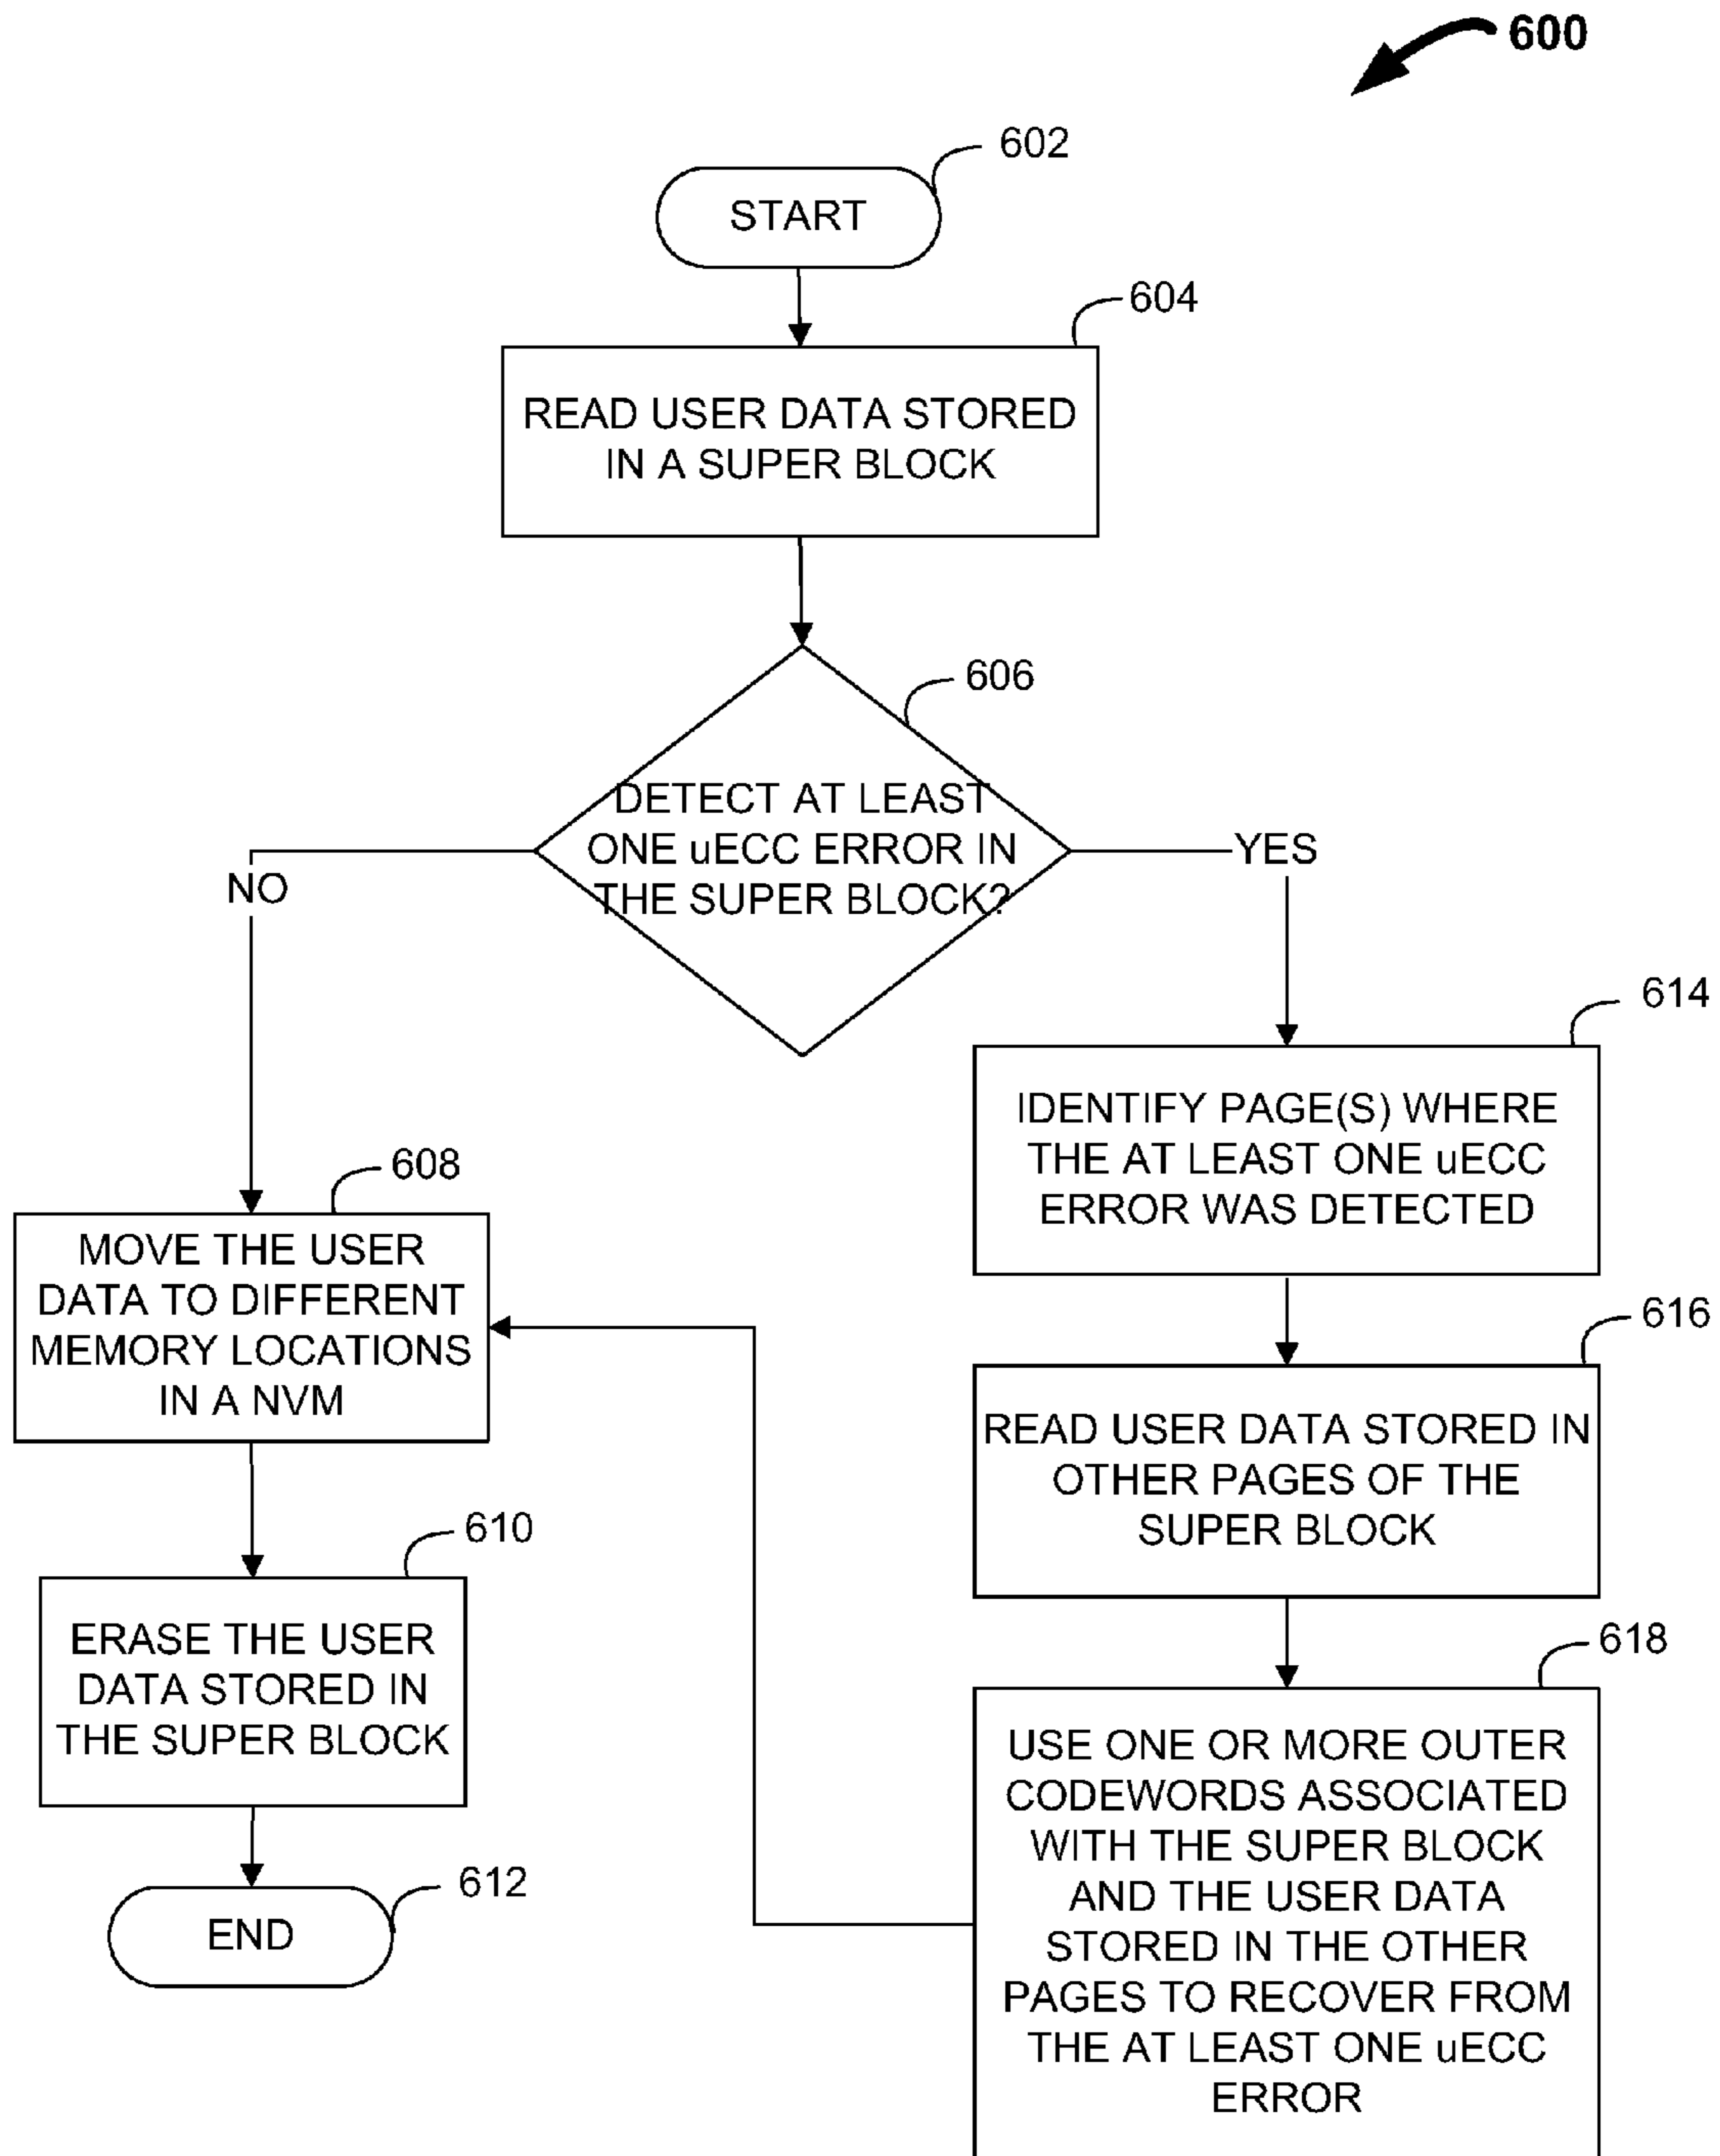 600
602
START
604
READ USER DATA STORED
IN A SUPER BLOCK
606
DETECT AT LEAST
ONE uECC ERROR IN
THE SUPER BLOCK?
NO
YES
614
IDENTIFY PAGE(S) WHERE
THE AT LEAST ONE uECC
ERROR WAS DETECTED
608
MOVE THE USER
DATA TO DIFFERENT
MEMORY LOCATIONS
IN A NVM
616
READ USER DATA STORED IN
OTHER PAGES OF THE
SUPER BLOCK
610
ERASE THE USER
DATA STORED IN
THE SUPER BLOCK
618
USE ONE OR MORE OUTER
CODEWORDS ASSOCIATED
WITH THE SUPER BLOCK
AND THE USER DATA
STORED IN THE OTHER
PAGES TO RECOVER FROM
THE AT LEAST ONE uECC
ERROR
612
END